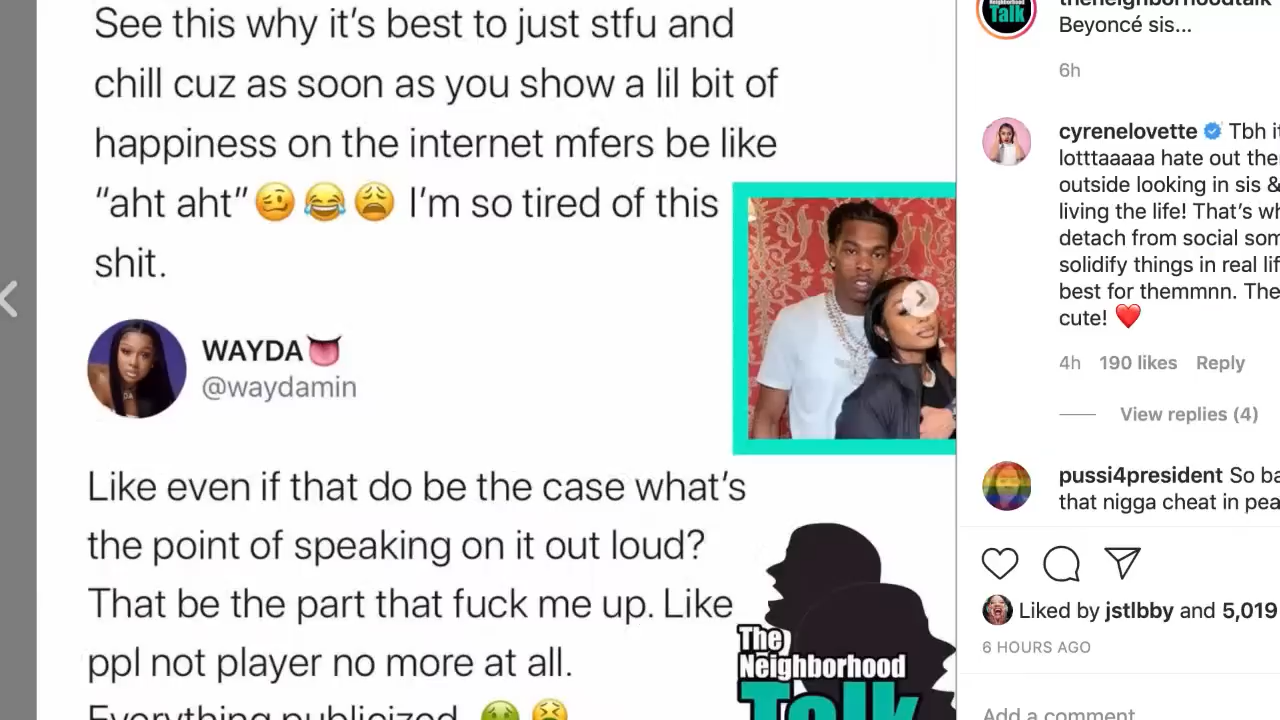 See this why it’s best to just stfu and
chill cuz as soon as you show a lil bit of
happiness on the internet mfers be like
“aht aht”🥴😂😩 I’m so tired of this
shit.
WAYDA👅
@waydamin
Like even if that do be the case what’s
the point of speaking on it out loud?
That be the part that fuck me up. Like
ppl not player no more at all.
Everything publicized. 🤢🤮
The
Neighborhood
Talk
Talk
theneighborhoodtalk
Beyoncé sis...
6h
cyrenelovette Tbh it
lotttaaaaa hate out the
outside looking in sis &
living the life! That’s wh
detach from social som
solidify things in real lif
best for themmnn. The
cute! ❤️
4h 190 likes Reply
View replies (4)
pussi4president So ba
that nigga cheat in pea
Liked by jstlbby and 5,019
6 HOURS AGO
Add a comment